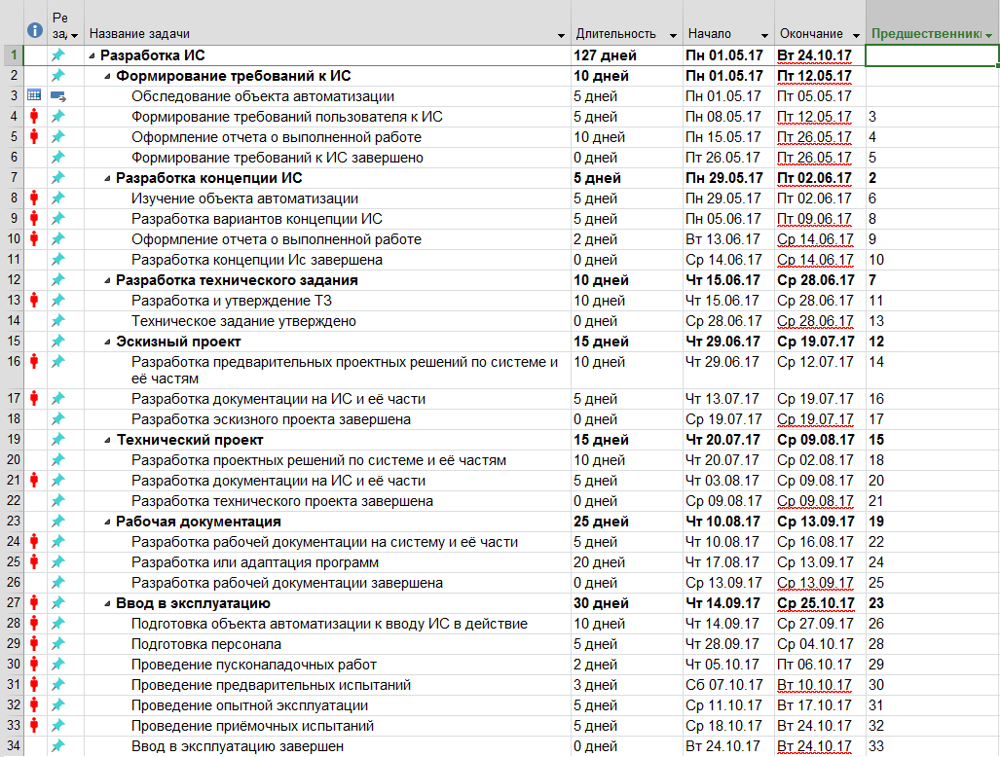 Ре
за, Название задачи Длительность Начало Окончание Предшественники
1 Разработка ИС 127 дней Пн 01.05.17 Вт 24.10.17
2 Формирование требований к ИС 10 дней Пн 01.05.17 Пт 12.05.17
3 Обследование объекта автоматизации 5 дней Пн 01.05.17 Пт 05.05.17
4 Формирование требований пользователя к ИС 5 дней Пн 08.05.17 Пт 12.05.17 3
5 Оформление отчета о выполненной работе 10 дней Пн 15.05.17 Пт 26.05.17 4
6 Формирование требований к ИС завершено 0 дней Пт 26.05.17 Пт 26.05.17 5
7 Разработка концепции ИС 5 дней Пн 29.05.17 Пт 02.06.17 2
8 Изучение объекта автоматизации 5 дней Пн 29.05.17 Пт 02.06.17 6
9 Разработка вариантов концепции ИС 5 дней Пн 05.06.17 Пт 09.06.17 8
10 Оформление отчета о выполненной работе 2 дней Вт 13.06.17 Ср 14.06.17 9
11 Разработка концепции Ис завершена 0 дней Ср 14.06.17 Ср 14.06.17 10
12 Разработка технического задания 10 дней Чт 15.06.17 Ср 28.06.17 7
13 Разработка и утверждение ТЗ 10 дней Чт 15.06.17 Ср 28.06.17 11
14 Техническое задание утверждено 0 дней Ср 28.06.17 Ср 28.06.17 13
15 Эскизный проект 15 дней Чт 29.06.17 Ср 19.07.17 12
16 Разработка предварительных проектных решений по системе и 10 дней Чт 29.06.17 Ср 12.07.17 14
её частям
17 Разработка документации на ИС и её части 5 дней Чт 13.07.17 Ср 19.07.17 16
18 Разработка эскизного проекта завершена 0 дней Ср 19.07.17 Ср 19.07.17 17
19 Технический проект 15 дней Чт 20.07.17 Ср 09.08.17 15
20 Разработка проектных решений по системе и её частям 10 дней Чт 20.07.17 Ср 02.08.17 18
21 Разработка документации на ИС и её части 5 дней Чт 03.08.17 Ср 09.08.17 20
22 Разработка технического проекта завершена 0 дней Ср 09.08.17 Ср 09.08.17 21
23 Рабочая документация 25 дней Чт 10.08.17 Ср 13.09.17 19
24 Разработка рабочей документации на систему и её части 5 дней Чт 10.08.17 Ср 16.08.17 22
25 Разработка или адаптация программ 20 дней Чт 17.08.17 Ср 13.09.17 24
26 Разработка рабочей документации завершена 0 дней Ср 13.09.17 Ср 13.09.17 25
27 Ввод в эксплуатацию 30 дней Чт 14.09.17 Ср 25.10.17 23
28 Подготовка объекта автоматизации к вводу ИС в действие 10 дней Чт 14.09.17 Ср 27.09.17 26
29 Подготовка персонала 5 дней Чт 28.09.17 Ср 04.10.17 28
30 Проведение пусконаладочных работ 2 дней Чт 05.10.17 Пт 06.10.17 29
31 Проведение предварительных испытаний 3 дней Сб 07.10.17 Вт 10.10.17 30
32 Проведение опытной эксплуатации 5 дней Ср 11.10.17 Вт 17.10.17 31
33 Проведение приёмочных испытаний 5 дней Ср 18.10.17 Вт 24.10.17 32
34 Ввод в эксплуатацию завершен 0 дней Вт 24.10.17 Вт 24.10.17 33